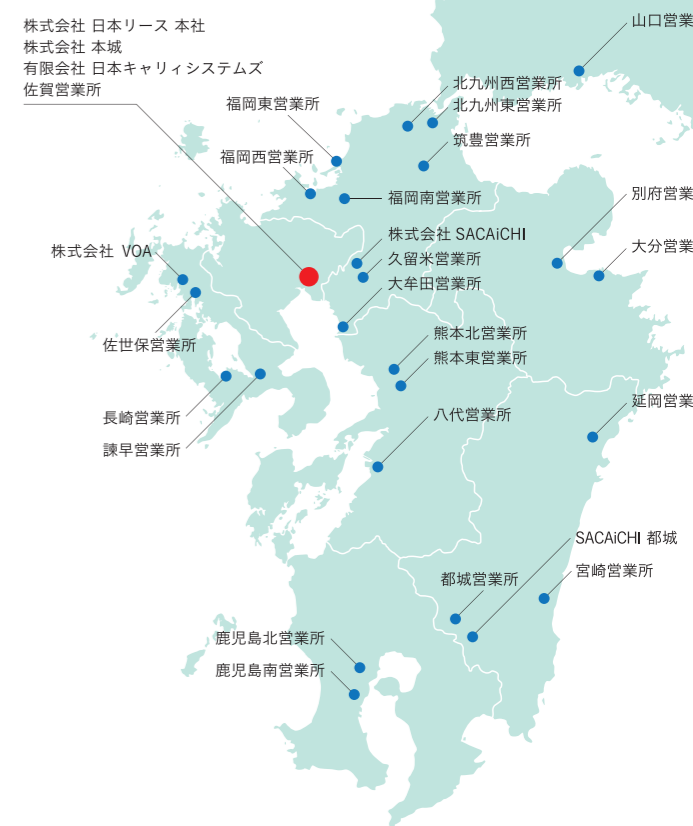 株式会社 日本リース 本社
株式会社 本城
有限会社 日本キャリィシステムズ
佐賀営業所
山口営業
北九州西営業所
福岡東営業所
北九州東営業所
筑豊営業所
福岡西営業所
福岡南営業所
別府営業
株式会社 SACAiCHI
大分営業
株式会社 VOA
久留米営業所
大牟田営業所
熊本北営業所
佐世保営業所
熊本東営業所
延岡営業
長崎営業所
八代営業所
諫早営業所
SACAiCHI 都城
都城営業所
宮崎営業所
鹿児島北営業所
鹿児島南営業所